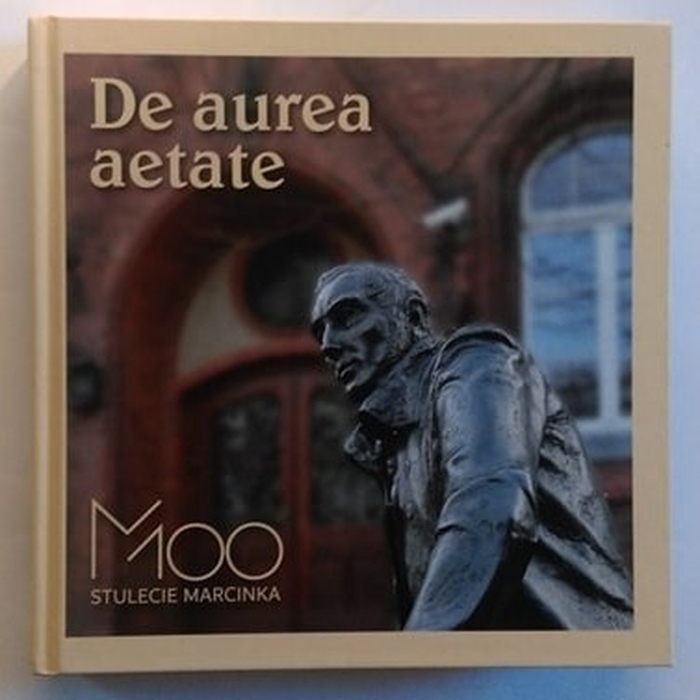 De aurea
aetate
M100
STULECIE MARCINKA